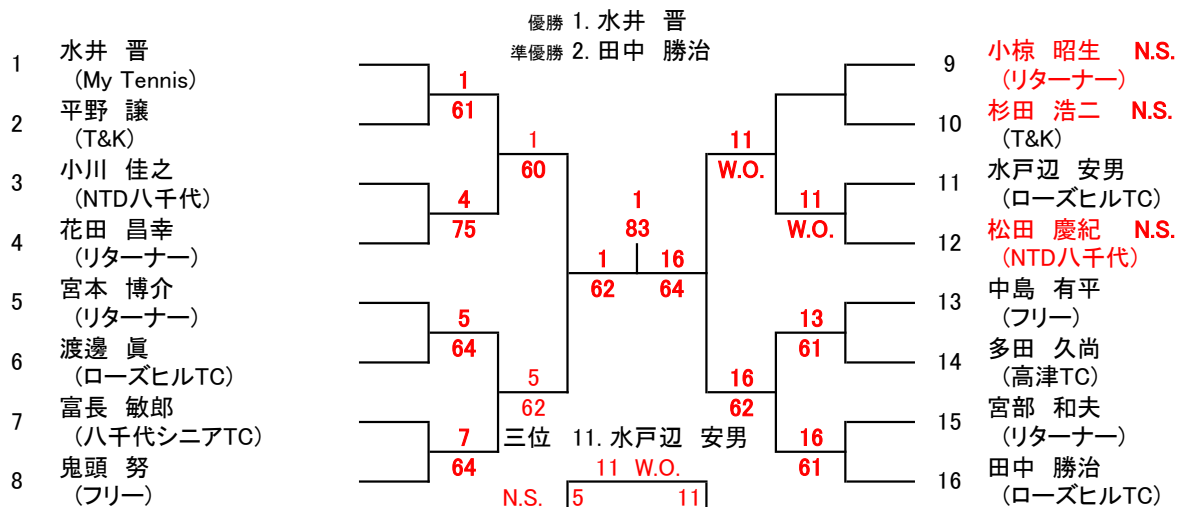 優勝 1. 水井 晋
準優勝 2. 田中 勝治
1 水井 晋
(My Tennis)
2 平野 譲
(T&K)
3 小川 佳之
(NTD八千代)
4 花田 昌幸
(リターナー)
5 宮本 博介
(リターナー)
6 渡邊 眞
(ローズヒルTC)
7 富長 敏郎
(八千代シニアTC)
8 鬼頭 努
(フリー)
1
61
4
75
5
64
7
64
1
60
5
62
1
62
1
83
16
64
11
W.O.
16
62
11
W.O.
13
61
16
61
9 小椋 昭生 N.S.
(リターナー)
10 杉田 浩二 N.S.
(T&K)
11 水戸辺 安男
(ローズヒルTC)
12 松田 慶紀 N.S.
(NTD八千代)
13 中島 有平
(フリー)
14 多田 久尚
(高津TC)
15 宮部 和夫
(リターナー)
16 田中 勝治
(ローズヒルTC)
三位 11. 水戸辺 安男
11 W.O.
N.S. 5 11